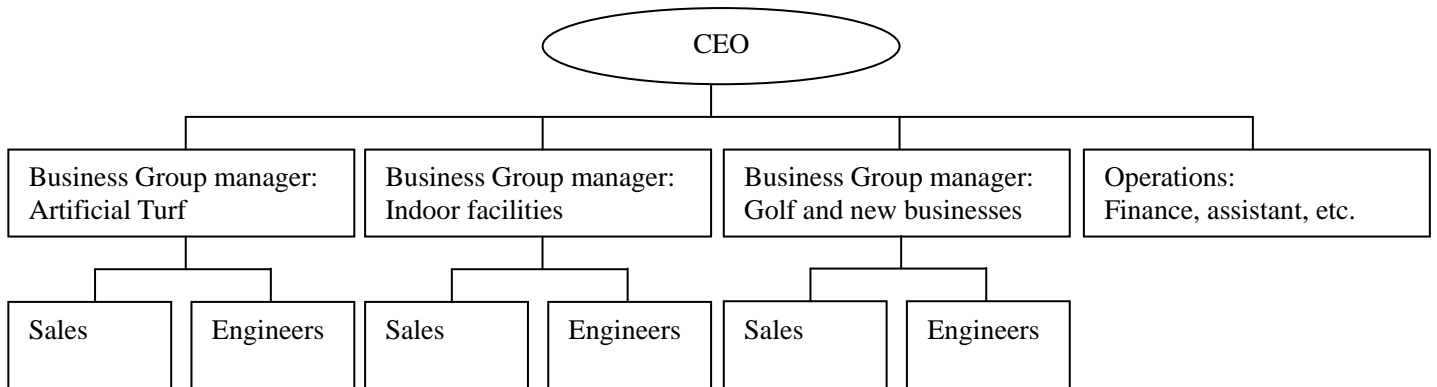 CEO
Business Group manager:
Artificial Turf
Business Group manager:
Indoor facilities
Business Group manager:
Golf and new businesses
Operations:
Finance, assistant, etc.
Sales
Engineers
Sales
Engineers
Sales
Engineers